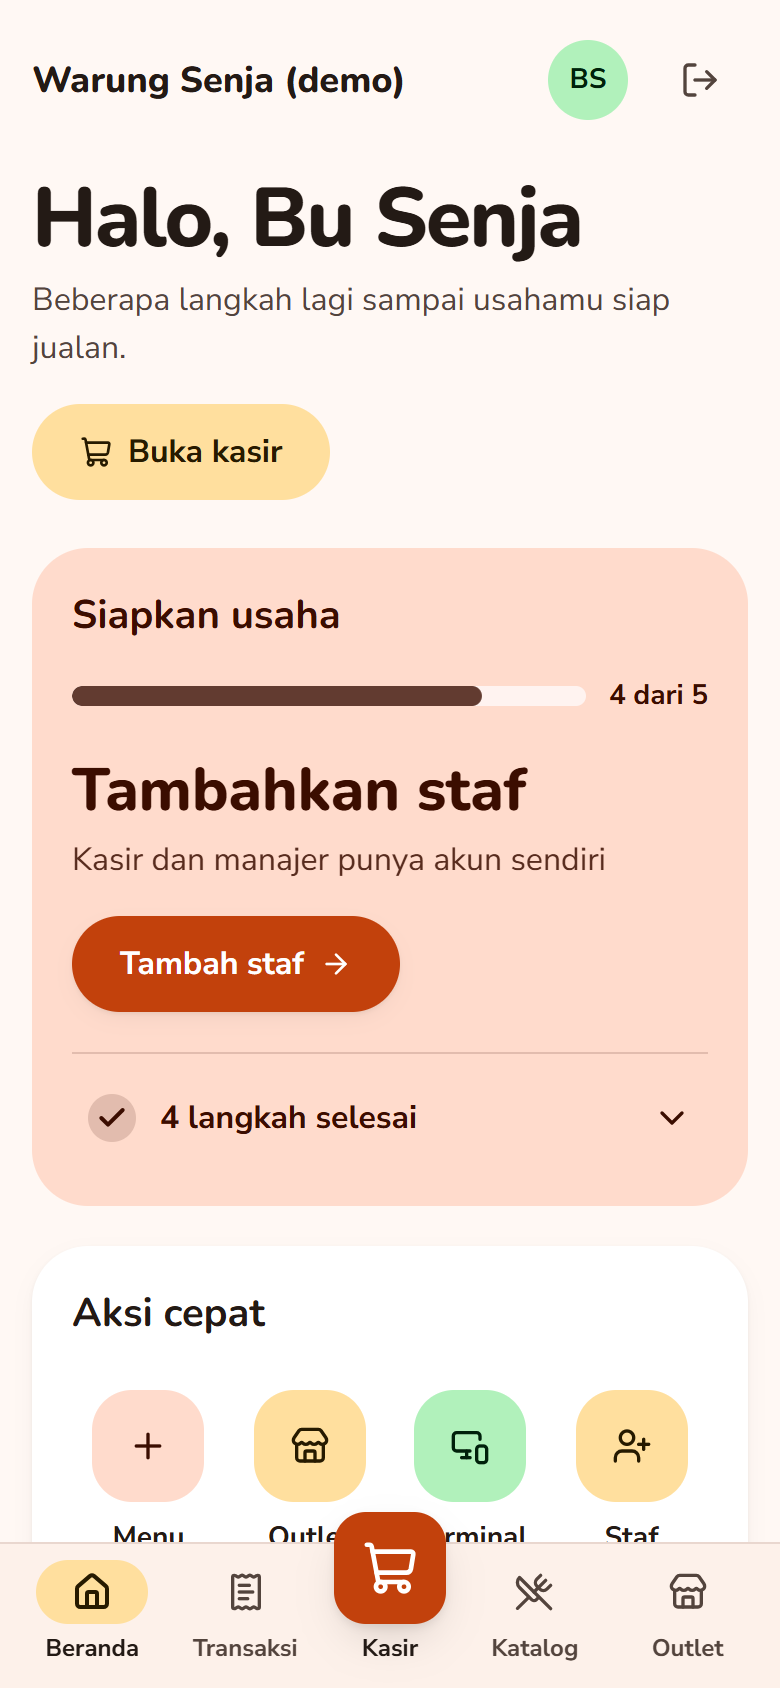 Warung Senja (demo)
BS
Halo, Bu Senja
Beberapa langkah lagi sampai usahamu siap
jualan.
Buka kasir
Siapkan usaha
4 dari 5
Tambahkan staf
Kasir dan manajer punya akun sendiri
Tambah staf
4 langkah selesai
Aksi cepat
Menu
Staf
Beranda
Transaksi
Kasir
Katalog
Outlet